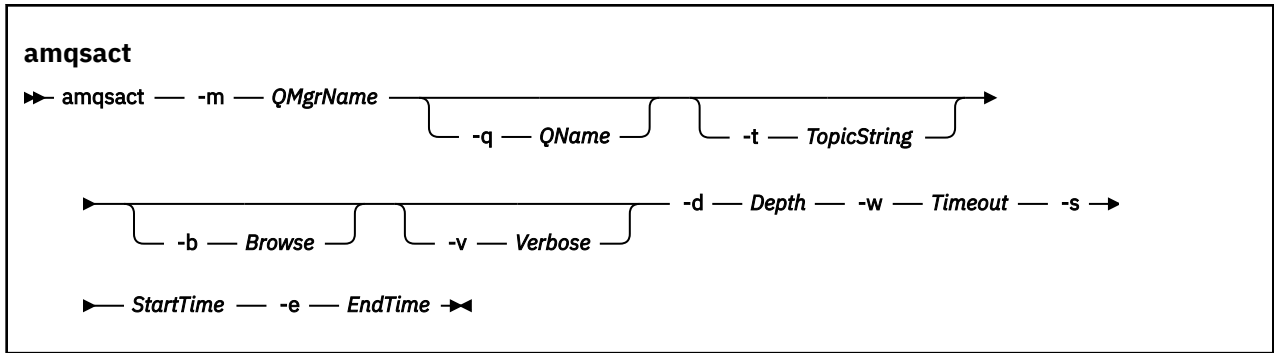 amqsact
amqsact -m QMgrName
-q QName -t TopicString
-d Depth -w Timeout -s
-b Browse -v Verbose
StartTime -e EndTime